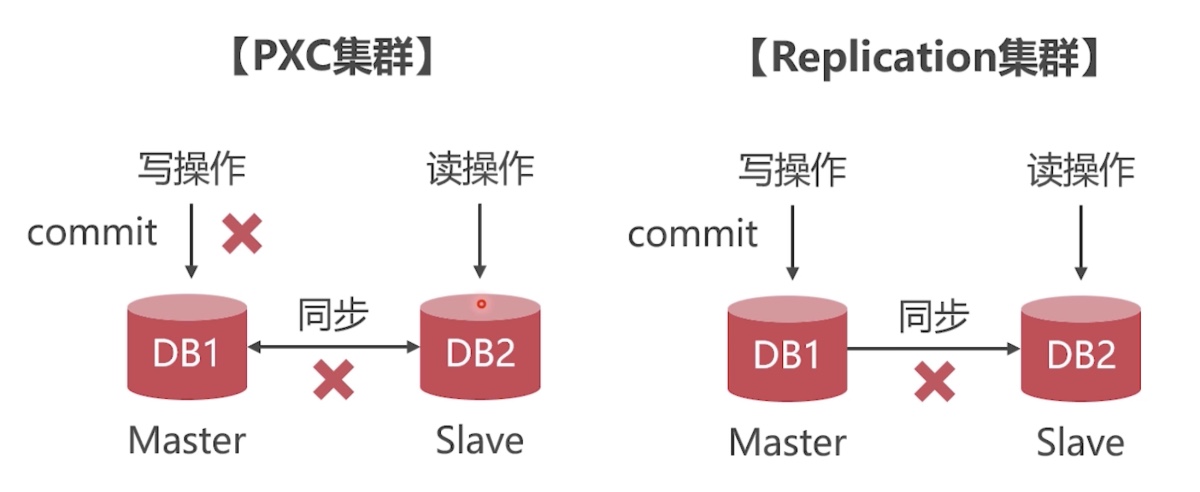 【PXC集群】
写操作
读操作
commit
同步
DB1
DB2
Master
Slave
【Replication集群】
写操作
读操作
commit
同步
DB1
DB2
Master
Slave